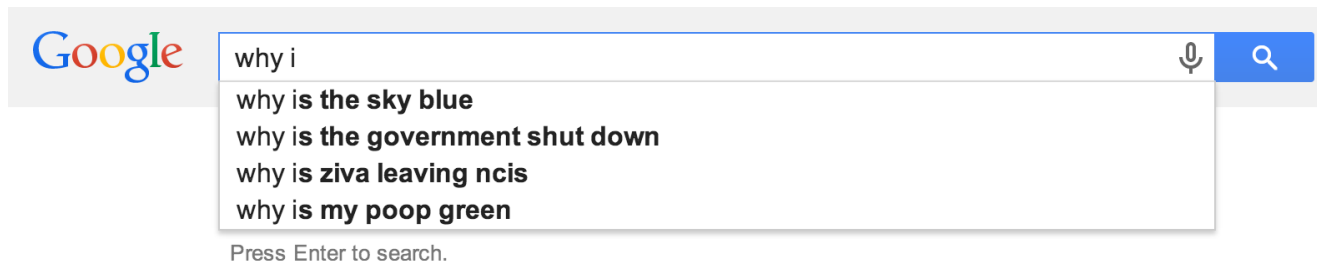 Google
why i
why is the sky blue
why is the government shut down
why is ziva leaving ncis
why is my poop green
Press Enter to search.